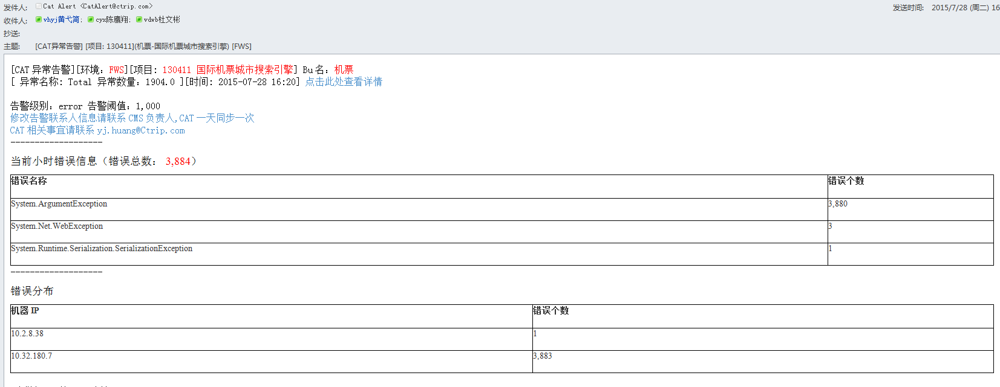 发件人: Cat Alert <CatAlert@ctrip.com> 发送时间: 2015/7/28 (周二) 16
收件人: vhyj黄弋简; cyx陈鹰翔; vdwb杜文彬
抄送:
主题: [CAT异常告警] [项目: 130411](机票-国际机票城市搜索引擎) [FWS]
[CAT 异常告警][环境: FWS][项目: 130411 国际机票城市搜索引擎] Bu 名: 机票
[ 异常名称: Total 异常数量: 1904.0 ][时间: 2015-07-28 16:20] 点击此处查看详情
告警级别: error 告警阈值: 1,000
修改告警联系人信息请联系 CMS 负责人,CAT 一天同步一次
CAT 相关事宜请联系 yj.huang@Ctrip.com
-------------------
当前小时错误信息（错误总数： 3,884）
错误名称 错误个数
System.ArgumentException 3,880
System.Net.WebException 3
System.Runtime.Serialization.SerializationException 1
-------------------
错误分布
机器 IP 错误个数
10.2.8.38 1
10.32.180.7 3,883